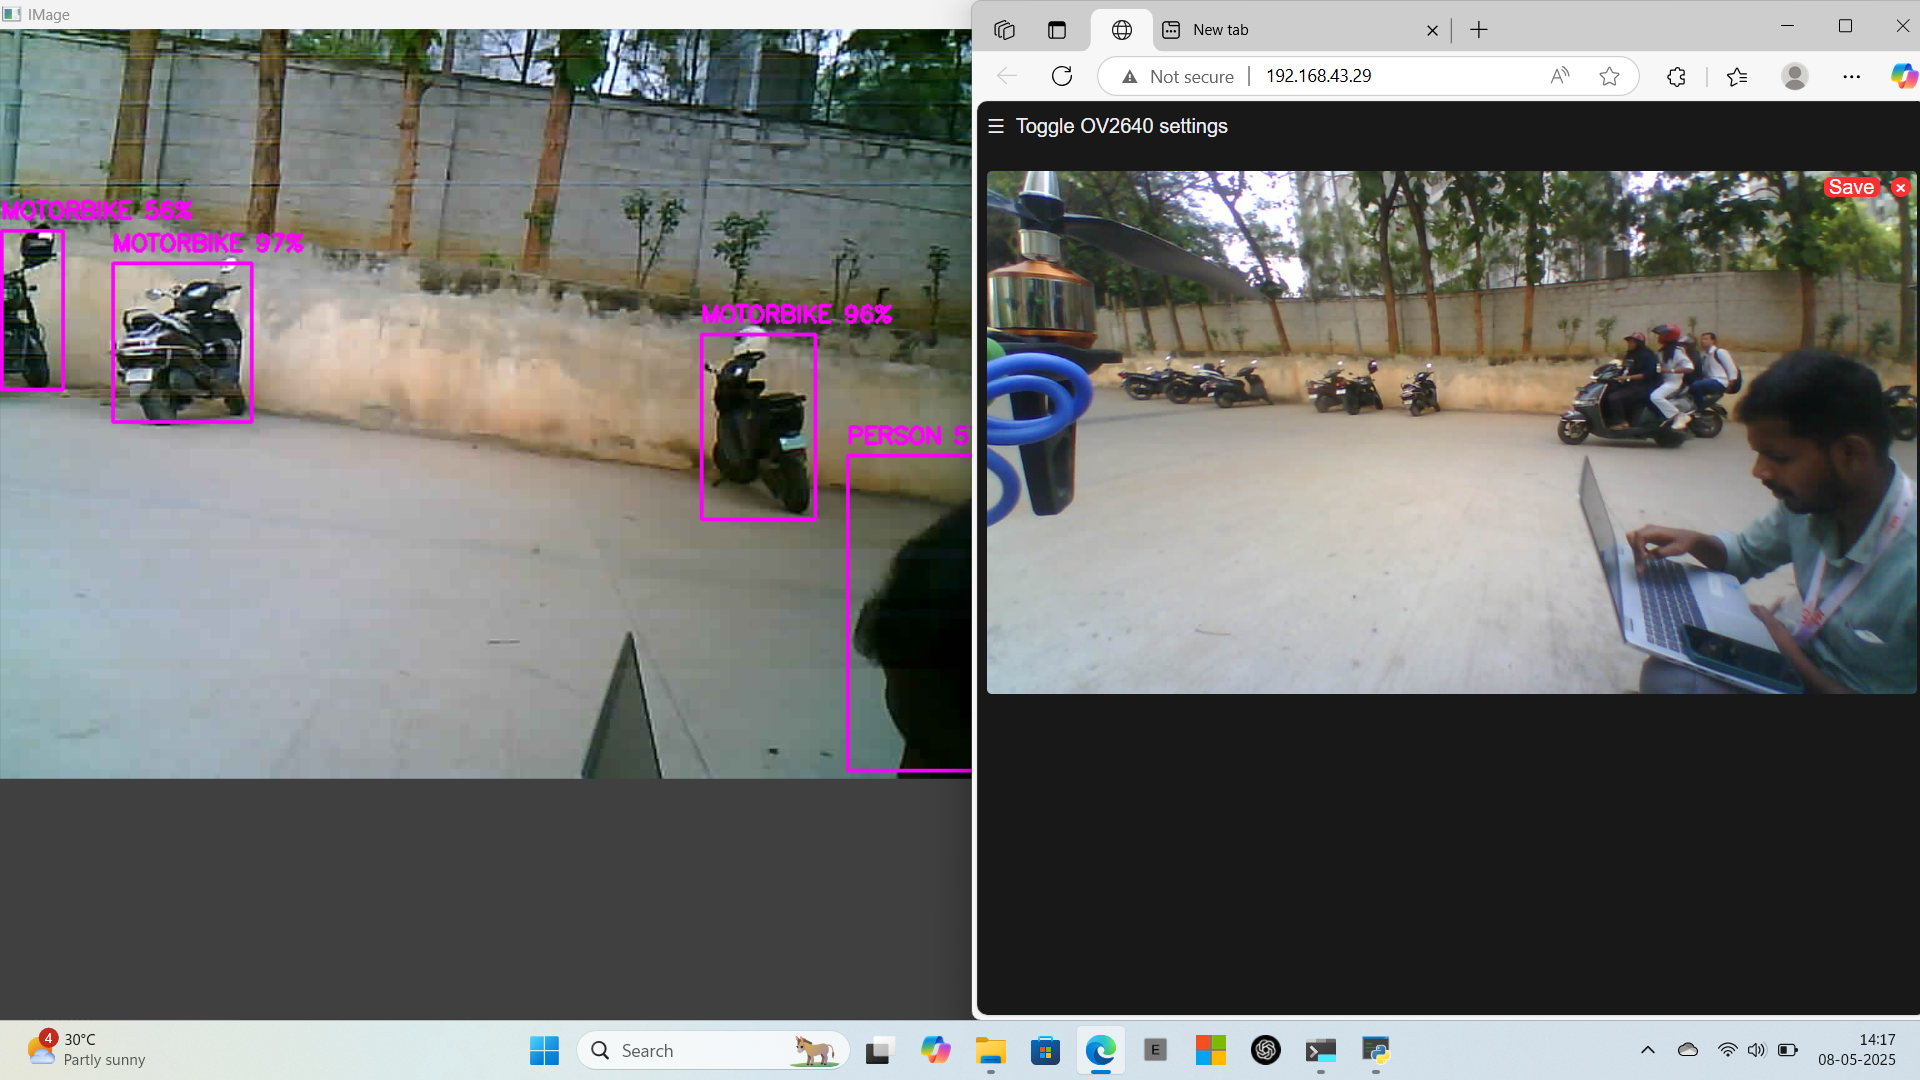 IMage
MOTORBIKE 56%
MOTORBIKE 97%
MOTORBIKE 96%
PERSON 5
New tab
Not secure
192.168.43.29
Toggle OV2640 settings
Save
4
30°C
Partly sunny
Search
E
14:17
08-05-2025